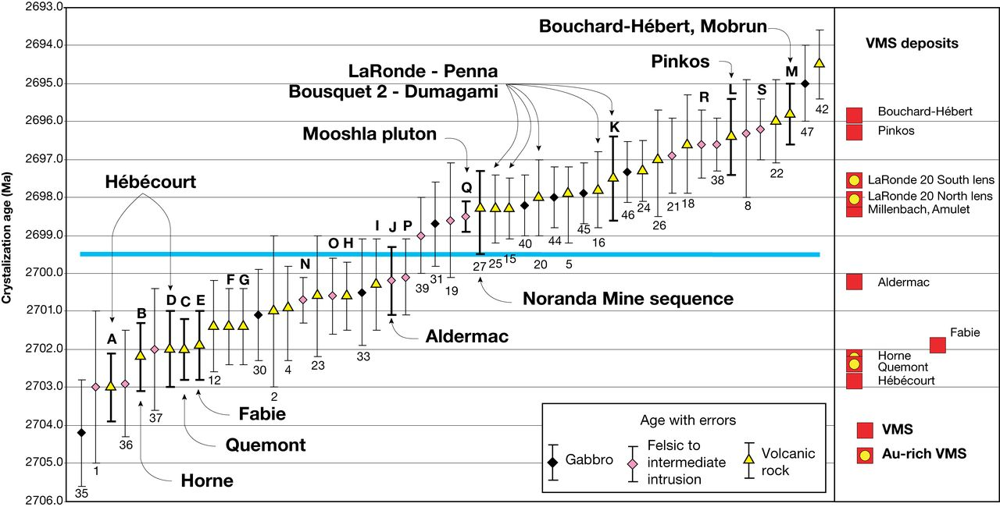 2693.0
2694.0
2695.0
2696.0
2697.0
2698.0
2699.0
2700.0
2701.0
2702.0
2703.0
2704.0
2705.0
2706.0
Crystalization age (Ma)
Bouchard-Hébert, Mobrun
Pinkos
LaRonde - Penna
Bousquet 2 - Dumagami
Mooshla pluton
Hébécourt
Noranda Mine sequence
Aldermac
Fabie
Quemont
Horne
35
1
A
36
B
37
D
C
E
12
F
G
30
2
4
N
23
O
H
33
I
J
P
39
31
19
Q
27
25
15
40
20
44
5
45
16
K
46
24
26
21
18
R
38
L
8
S
22
M
47
42
Age with errors
Gabbro
Felsic to
intermediate
intrusion
Volcanic
rock
VMS deposits
Bouchard-Hébert
Pinkos
LaRonde 20 South lens
LaRonde 20 North lens
Millenbach, Amulet
Aldermac
Fabie
Horne
Quemont
Hébécourt
VMS
Au-rich VMS